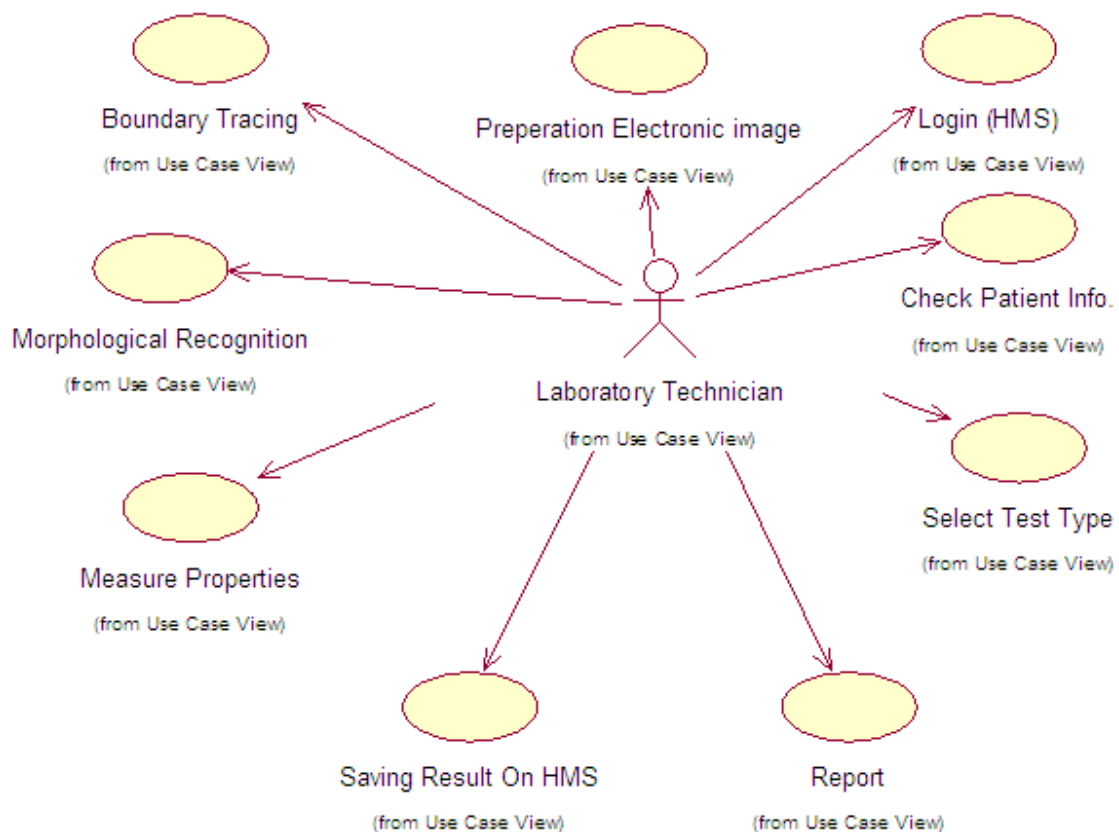 Boundary Tracing
(from Use Case View)
Preperation Electronic image
(from Use Case View)
Login (HMS)
(from Use Case View)
Morphological Recognition
(from Use Case View)
Check Patient Info.
(from Use Case View)
Laboratory Technician
(from Use Case View)
Measure Properties
(from Use Case View)
Select Test Type
(from Use Case View)
Saving Result On HMS
(from Use Case View)
Report
(from Use Case View)